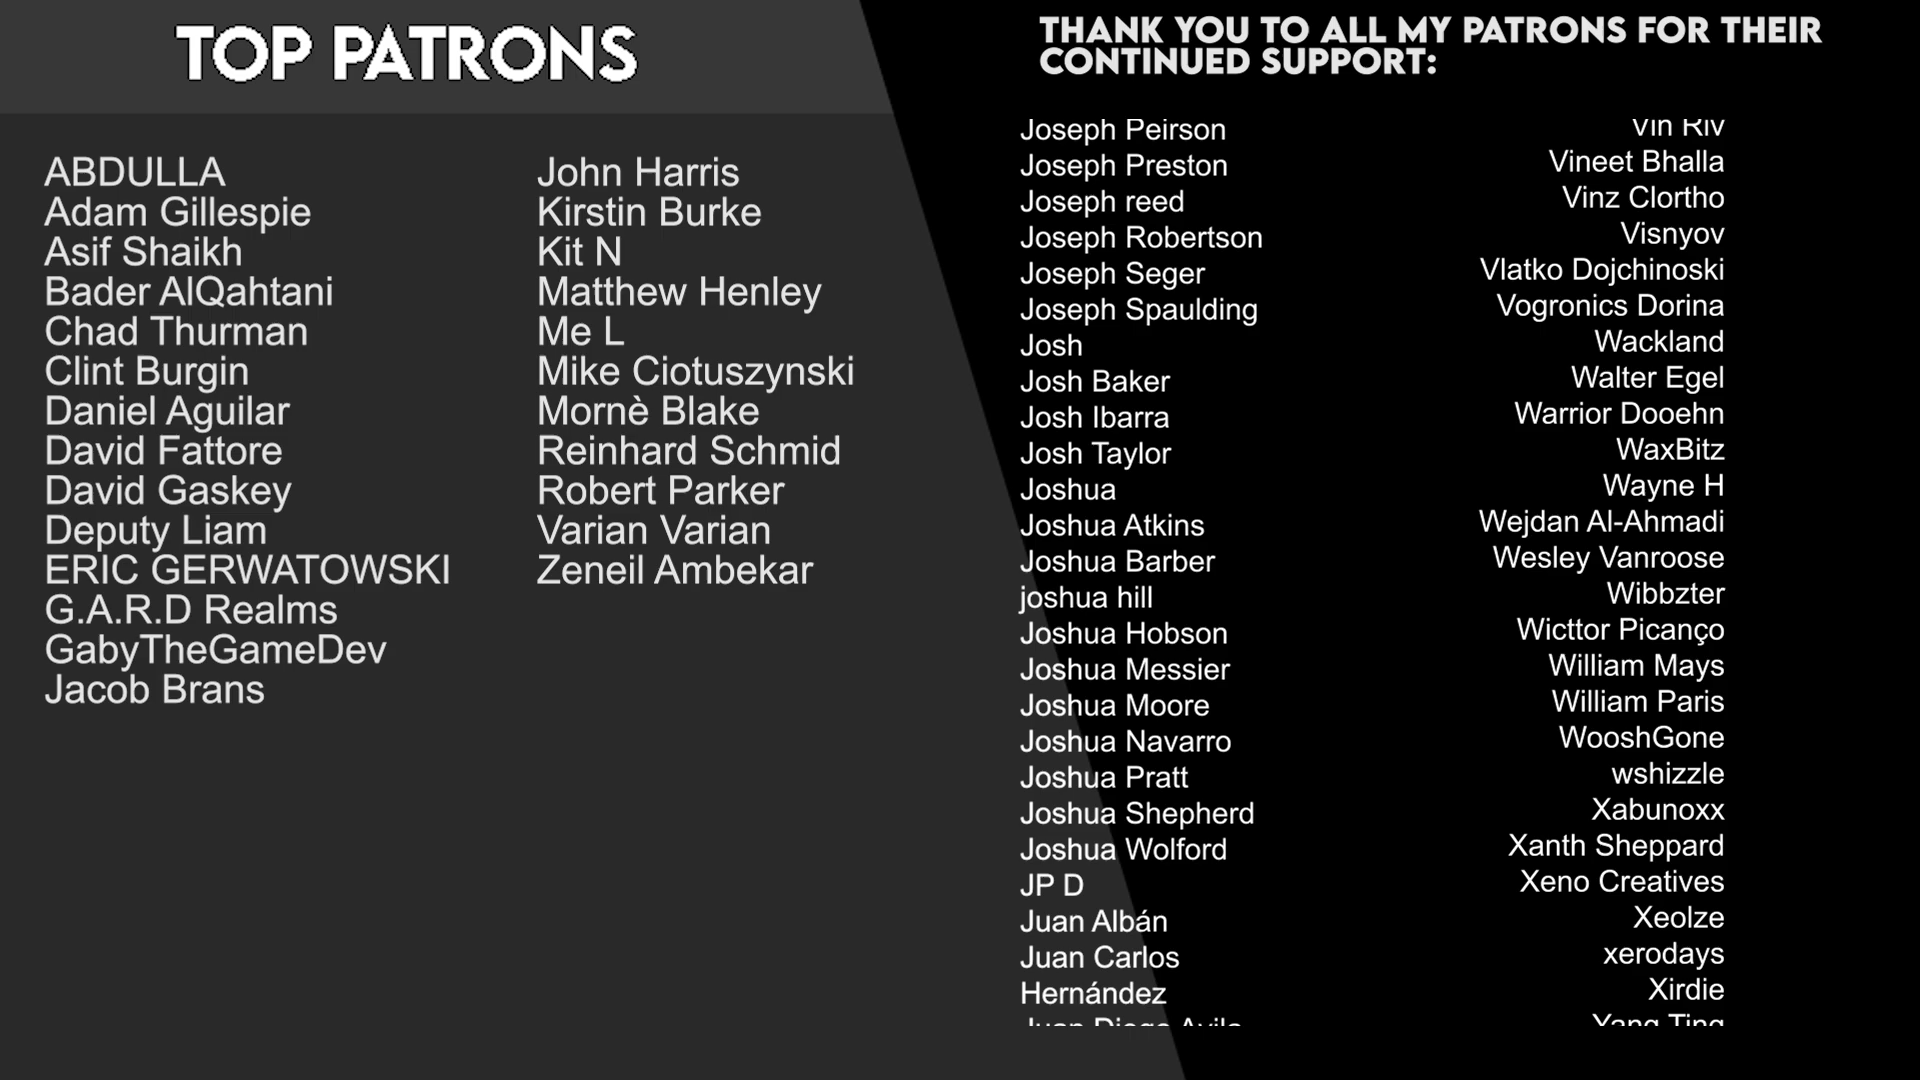 TOP PATRONS
ABDULLA
Adam Gillespie
Asif Shaikh
Bader AlQahtani
Chad Thurman
Clint Burgin
Daniel Aguilar
David Fattore
David Gaskey
Deputy Liam
ERIC GERWATOWSKI
G.A.R.D Realms
GabyTheGameDev
Jacob Brans
John Harris
Kirstin Burke
Kit N
Matthew Henley
Me L
Mike Ciotuszynski
Mornè Blake
Reinhard Schmid
Robert Parker
Varian Varian
Zeneil Ambekar
THANK YOU TO ALL MY PATRONS FOR THEIR
CONTINUED SUPPORT:
Joseph Peirson
Joseph Preston
Joseph reed
Joseph Robertson
Joseph Seger
Joseph Spaulding
Josh
Josh Baker
Josh Ibarra
Josh Taylor
Joshua
Joshua Atkins
Joshua Barber
joshua hill
Joshua Hobson
Joshua Messier
Joshua Moore
Joshua Navarro
Joshua Pratt
Joshua Shepherd
Joshua Wolford
JP D
Juan Albán
Juan Carlos
Hernández
Juan Diego Avila
Vin Riv
Vineet Bhalla
Vinz Clortho
Visnyov
Vlatko Dojchinoski
Vogronics Dorina
Wackland
Walter Egel
Warrior Dooehn
WaxBitz
Wayne H
Wejdan Al-Ahmadi
Wesley Vanroose
Wibbzter
Wicttor Picanço
William Mays
William Paris
WooshGone
wshizzle
Xabunoxx
Xanth Sheppard
Xeno Creatives
Xeolze
xerodays
Xirdie
Yang Ting